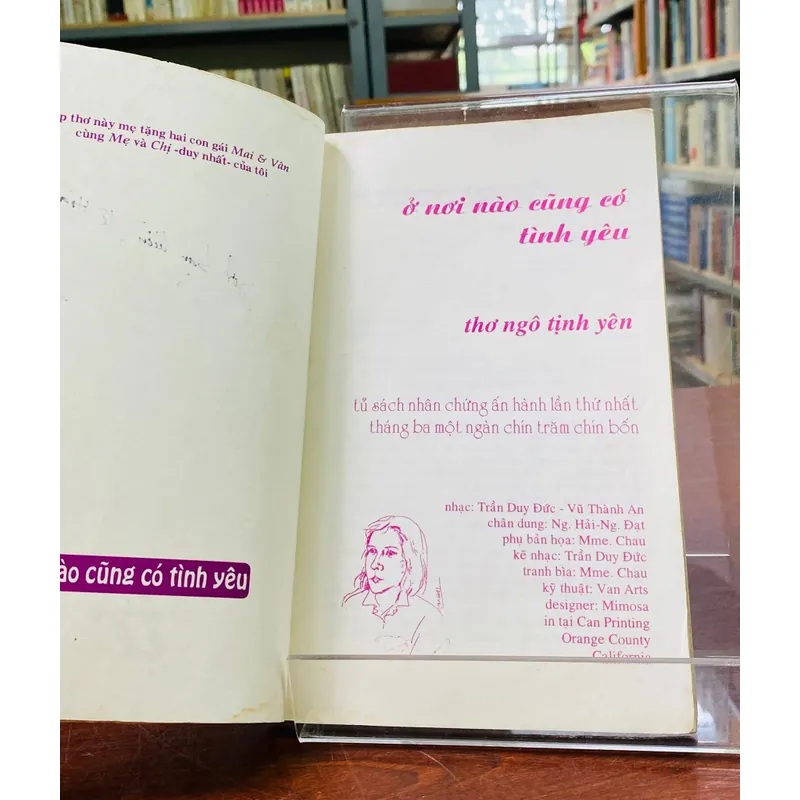 p thơ này mẹ tặng hai con gái Mai & Vân
cùng Mẹ và Chị -duy nhất- của tôi
ào cũng có tình yêu
ở nơi nào cũng có
tình yêu
thơ ngô tịnh yên
tủ sách nhân chứng ấn hành lần thứ nhất
tháng ba một ngàn chín trăm chín bốn
nhạc: Trần Duy Đức - Vũ Thành An
chân dung: Ng. Hải-Ng. Đạt
phụ bản họa: Mme. Chau
kẽ nhạc: Trần Duy Đức
tranh bìa: Mme. Chau
kỹ thuật: Van Arts
designer: Mimosa
in tại Can Printing
Orange County
California